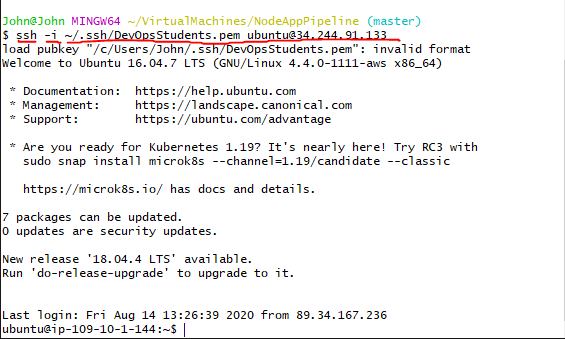 John@John MINGW64 ~/VirtualMachines/NodeAppPipeline (master)
$ ssh -i ~/.ssh/DevOpsStudents.pem ubuntu@34.244.91.133
load pubkey "/c/Users/John/.ssh/DevOpsStudents.pem": invalid format
Welcome to Ubuntu 16.04.7 LTS (GNU/Linux 4.4.0-1111-aws x86_64)
* Documentation: https://help.ubuntu.com
* Management: https://landscape.canonical.com
* Support: https://ubuntu.com/advantage
* Are you ready for Kubernetes 1.19? It's nearly here! Try RC3 with
sudo snap install microk8s --channel=1.19/candidate --classic
https://microk8s.io/ has docs and details.
7 packages can be updated.
0 updates are security updates.
New release '18.04.4 LTS' available.
Run 'do-release-upgrade' to upgrade to it.
Last login: Fri Aug 14 13:26:39 2020 from 89.34.167.236
ubuntu@ip-109-10-1-144:~$